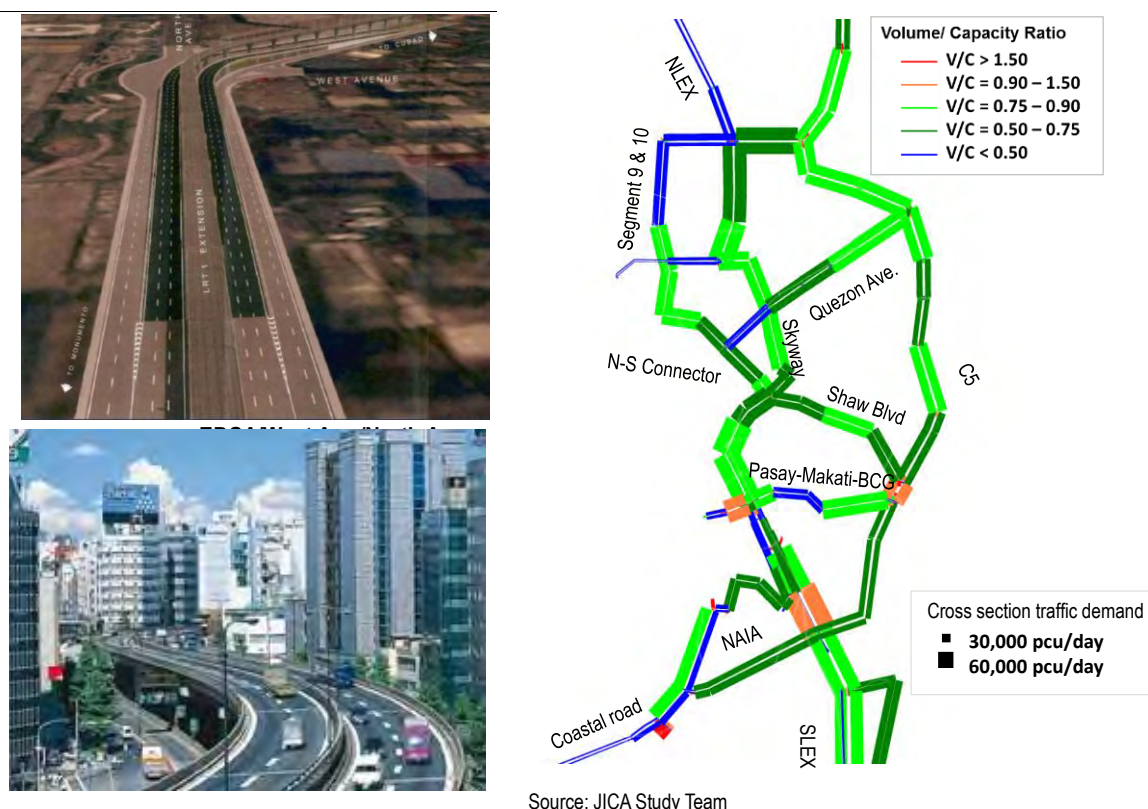 NORTH AVE
TO CUBAO
WEST AVENUE
LRT1 EXTENSION
TO MONUMENTO
Volume/ Capacity Ratio
V/C > 1.50
V/C = 0.90 – 1.50
V/C = 0.75 – 0.90
V/C = 0.50 – 0.75
V/C < 0.50
NLEX
Segment 9 & 10
Quezon Ave.
Skyway
N-S Connector
C5
Shaw Blvd
Pasay-Makati-BCG
NAIA
Coastal road
SLEX
Cross section traffic demand
30,000 pcu/day
60,000 pcu/day
Source: JICA Study Team